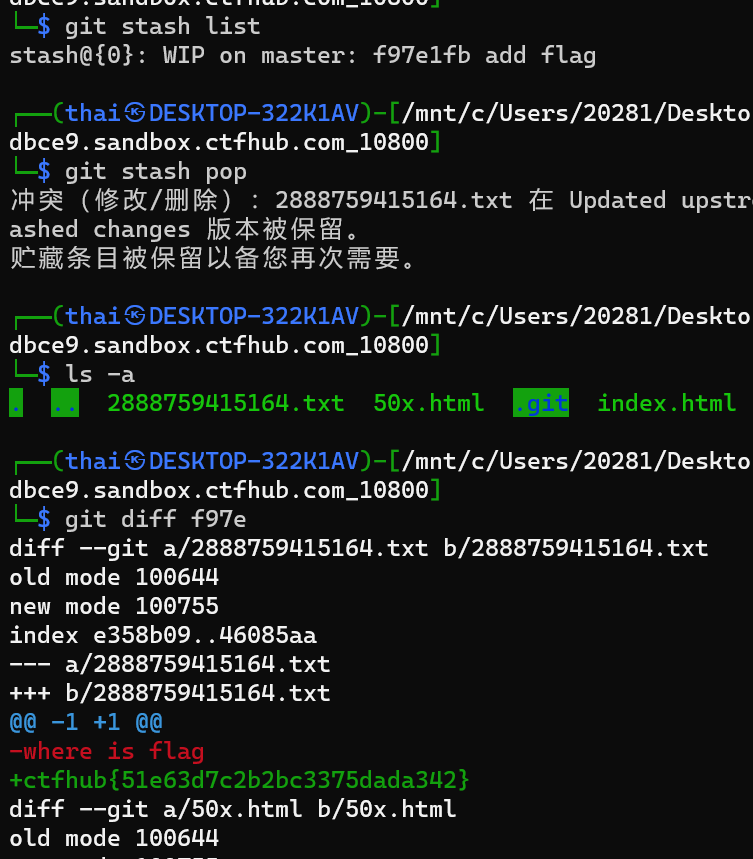 dbce9.sandbox.ctfhub.com_10800]
└─$ git stash list
stash@{0}: WIP on master: f97e1fb add flag
┌──(thai㉿DESKTOP-322K1AV)-[/mnt/c/Users/20281/Deskto
dbce9.sandbox.ctfhub.com_10800]
└─$ git stash pop
冲突（修改/删除）：2888759415164.txt 在 Updated upstre
ashed changes 版本被保留。
贮藏条目被保留以备您再次需要。
┌──(thai㉿DESKTOP-322K1AV)-[/mnt/c/Users/20281/Deskto
dbce9.sandbox.ctfhub.com_10800]
└─$ ls -a
. .. 2888759415164.txt 50x.html .git index.html
┌──(thai㉿DESKTOP-322K1AV)-[/mnt/c/Users/20281/Deskto
dbce9.sandbox.ctfhub.com_10800]
└─$ git diff f97e
diff --git a/2888759415164.txt b/2888759415164.txt
old mode 100644
new mode 100755
index e358b09..46085aa
--- a/2888759415164.txt
+++ b/2888759415164.txt
@@ -1 +1 @@
-where is flag
+ctfhub{51e63d7c2b2bc3375dada342}
diff --git a/50x.html b/50x.html
old mode 100644